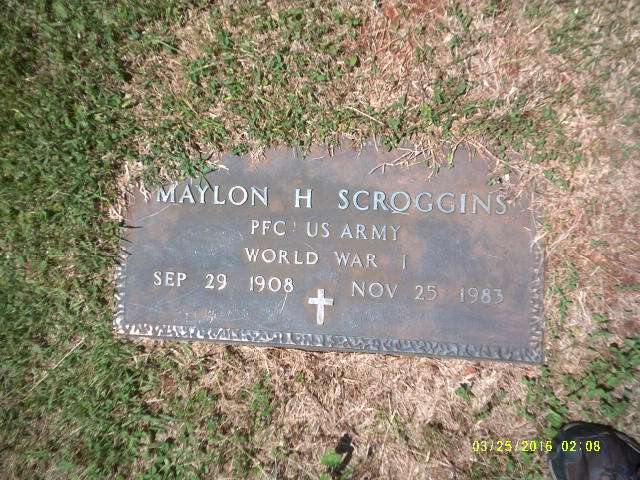 MAYLON H SCROGGINS
PFC US ARMY
WORLD WAR I
SEP 29 1908 NOV 25 1983
03/25/2016 02:08